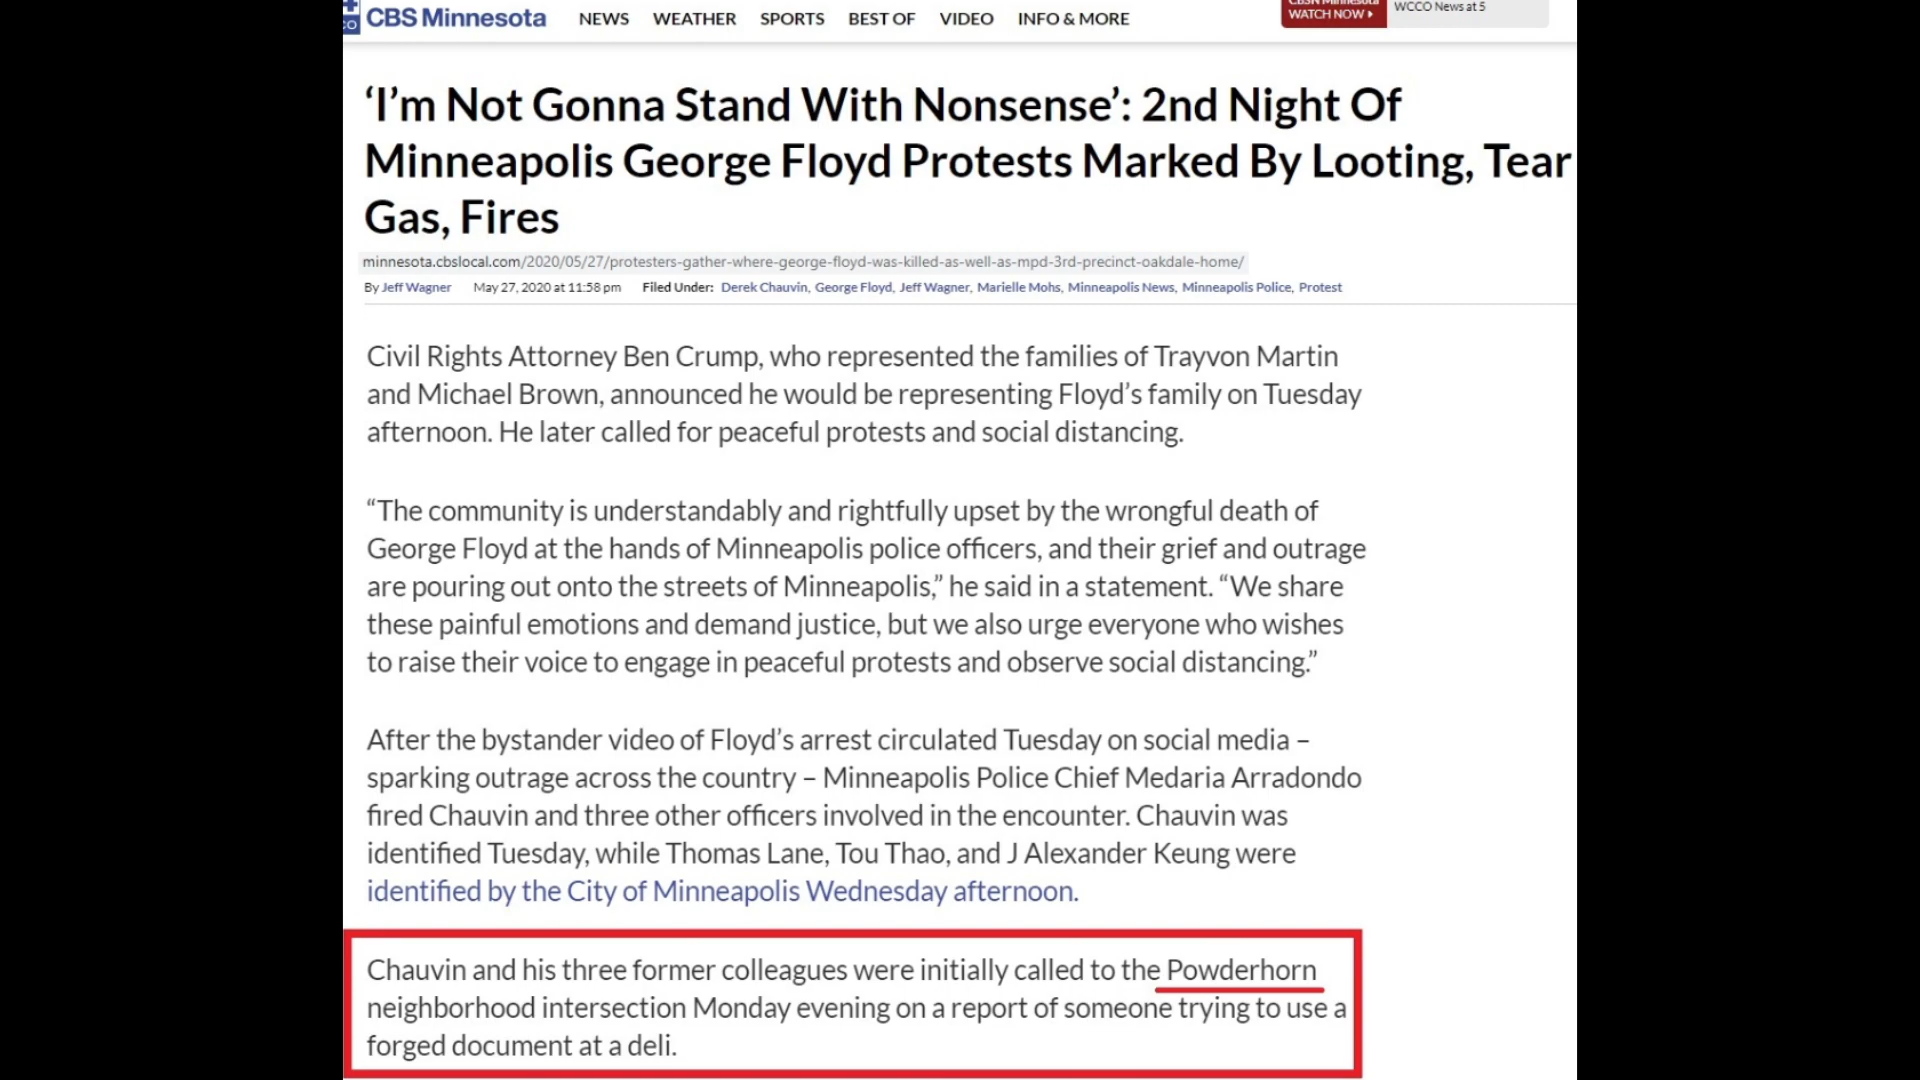 CBS Minnesota NEWS WEATHER SPORTS BEST OF VIDEO INFO & MORE
CBSN Minnesota
WATCH NOW
WCCO News at 5
‘I’m Not Gonna Stand With Nonsense’: 2nd Night Of
Minneapolis George Floyd Protests Marked By Looting, Tear
Gas, Fires
minnesota.cbslocal.com/2020/05/27/protesters-gather-where-george-floyd-was-killed-as-well-as-mpd-3rd-precinct-oakdale-home/
By Jeff Wagner May 27, 2020 at 11:58 pm Filed Under: Derek Chauvin, George Floyd, Jeff Wagner, Marielle Mohs, Minneapolis News, Minneapolis Police, Protest
Civil Rights Attorney Ben Crump, who represented the families of Trayvon Martin
and Michael Brown, announced he would be representing Floyd’s family on Tuesday
afternoon. He later called for peaceful protests and social distancing.
“The community is understandably and rightfully upset by the wrongful death of
George Floyd at the hands of Minneapolis police officers, and their grief and outrage
are pouring out onto the streets of Minneapolis,” he said in a statement. “We share
these painful emotions and demand justice, but we also urge everyone who wishes
to raise their voice to engage in peaceful protests and observe social distancing.”
After the bystander video of Floyd’s arrest circulated Tuesday on social media –
sparking outrage across the country – Minneapolis Police Chief Medaria Arradondo
fired Chauvin and three other officers involved in the encounter. Chauvin was
identified Tuesday, while Thomas Lane, Tou Thao, and J Alexander Keung were
identified by the City of Minneapolis Wednesday afternoon.
Chauvin and his three former colleagues were initially called to the Powderhorn
neighborhood intersection Monday evening on a report of someone trying to use a
forged document at a deli.